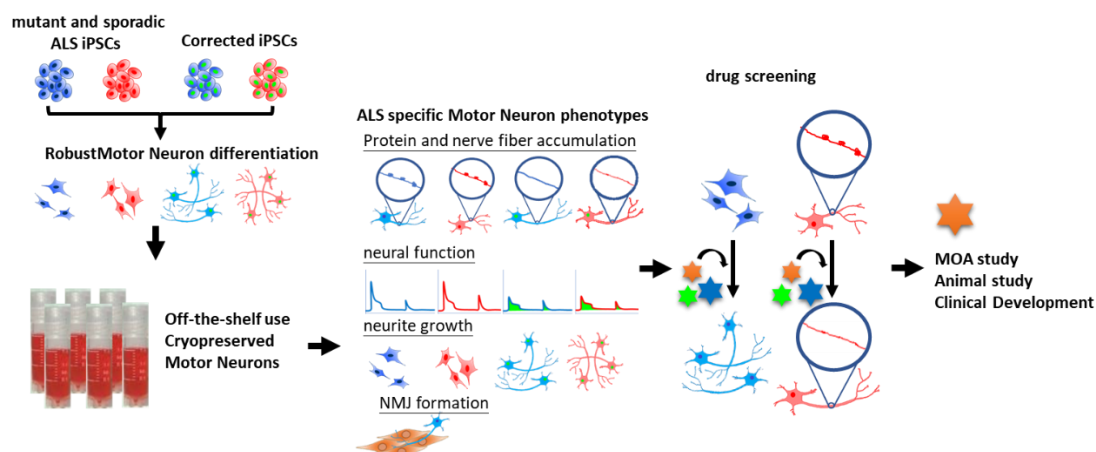 mutant and sporadic
ALS iPSCs
Corrected iPSCs
RobustMotor Neuron differentiation
Off-the-shelf use
Cryopreserved
Motor Neurons
ALS specific Motor Neuron phenotypes
Protein and nerve fiber accumulation
neural function
neurite growth
NMJ formation
drug screening
MOA study
Animal study
Clinical Development